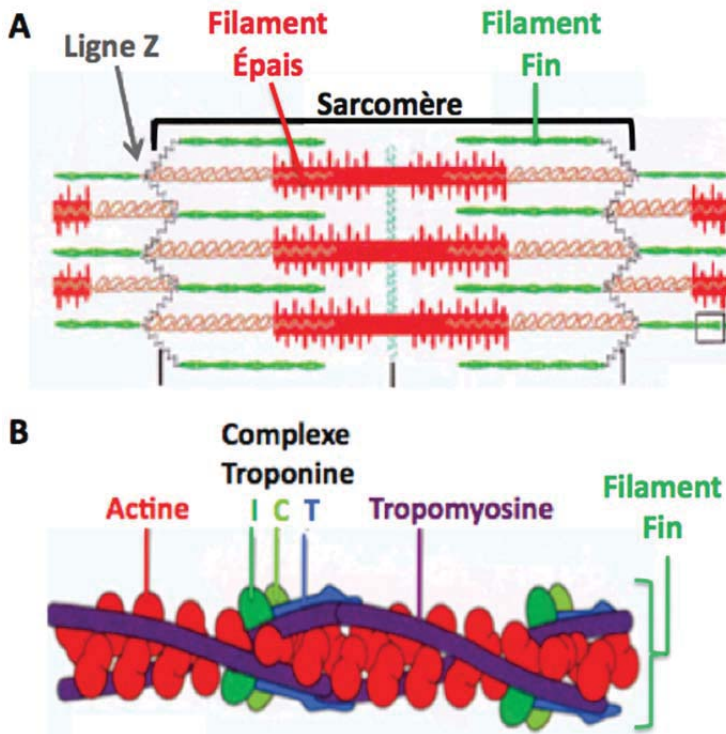 A
Ligne Z
Filament
Épais
Filament
Fin
Sarcomère
B
Complexe
Troponine
Actine
I C T
Tropomyosine
Filament
Fin